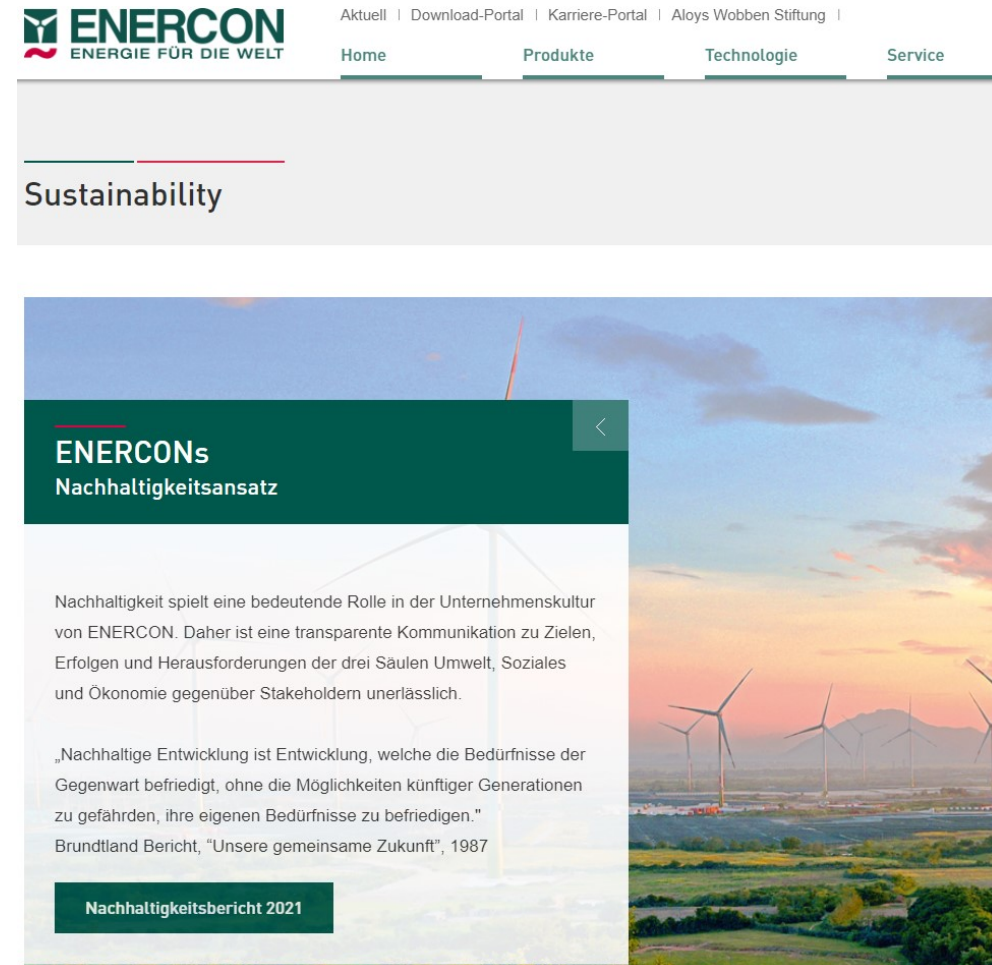 ENERCON
ENERGIE FÜR DIE WELT
Aktuell | Download-Portal | Karriere-Portal | Aloys Wobben Stiftung |
Home Produkte Technologie Service
Sustainability
ENERCONs
Nachhaltigkeitsansatz
Nachhaltigkeit spielt eine bedeutende Rolle in der Unternehmenskultur
von ENERCON. Daher ist eine transparente Kommunikation zu Zielen,
Erfolgen und Herausforderungen der drei Säulen Umwelt, Soziales
und Ökonomie gegenüber Stakeholdern unerlässlich.
„Nachhaltige Entwicklung ist Entwicklung, welche die Bedürfnisse der
Gegenwart befriedigt, ohne die Möglichkeiten künftiger Generationen
zu gefährden, ihre eigenen Bedürfnisse zu befriedigen."
Brundtland Bericht, “Unsere gemeinsame Zukunft”, 1987
Nachhaltigkeitsbericht 2021